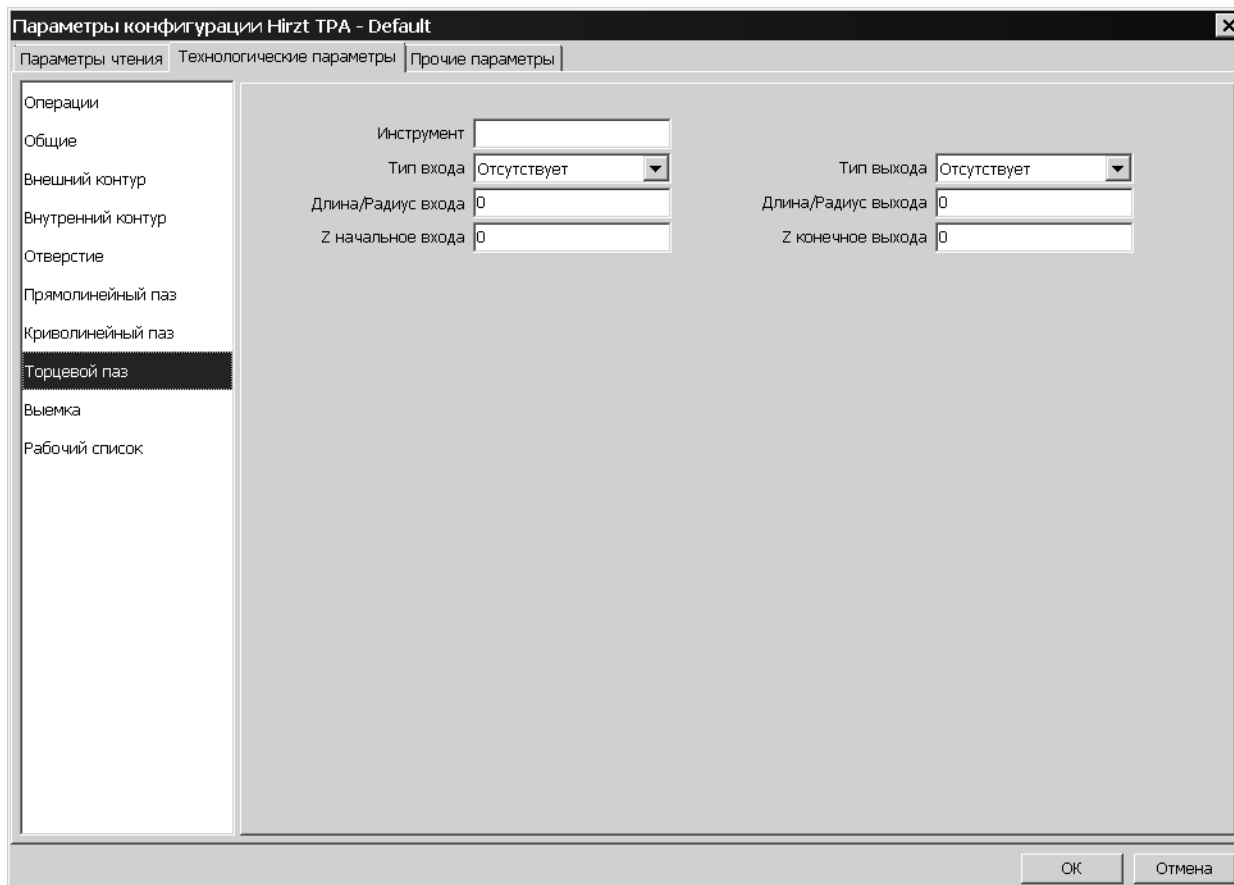 Параметры конфигурации Hirzt TPA - Default
Параметры чтения Технологические параметры Прочие параметры
Операции
Общие
Внешний контур
Внутренний контур
Отверстие
Прямолинейный паз
Криволинейный паз
Торцевой паз
Выемка
Рабочий список
Инструмент
Тип входа Отсутствует Тип выхода Отсутствует
Длина/Радиус входа 0 Длина/Радиус выхода 0
Z начальное входа 0 Z конечное выхода 0
ОК Отмена